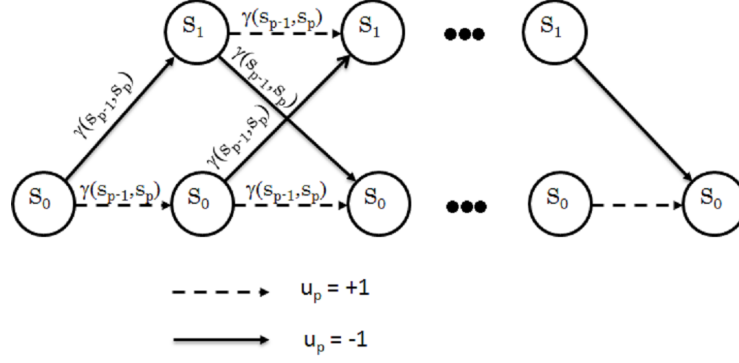 S₁ γ(sₚ₋₁,sₚ) S₁ S₁
γ(sₚ₋₁,sₚ) γ(sₚ₋₁,sₚ)
γ(sₚ₋₁,sₚ)
S₀ γ(sₚ₋₁,sₚ) S₀ γ(sₚ₋₁,sₚ) S₀ S₀ S₀
uₚ = +1
uₚ = -1